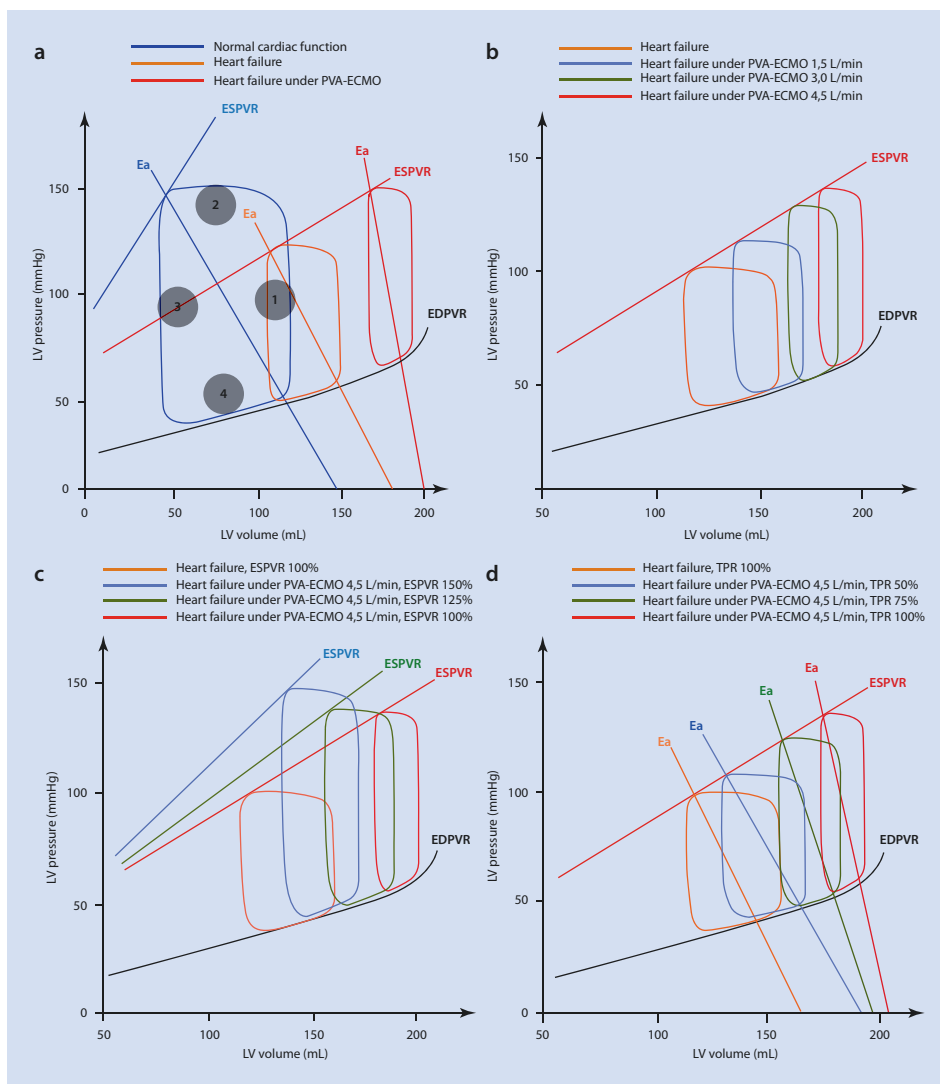 a
Normal cardiac function
Heart failure
Heart failure under PVA-ECMO
ESPVR
Ea
Ea
ESPVR
Ea
EDPVR
1
2
3
4
150
100
50
0
0
50
100
150
200
LV pressure (mmHg)
LV volume (mL)
b
Heart failure
Heart failure under PVA-ECMO 1,5 L/min
Heart failure under PVA-ECMO 3,0 L/min
Heart failure under PVA-ECMO 4,5 L/min
ESPVR
EDPVR
150
100
50
0
50
100
150
200
LV pressure (mmHg)
LV volume (mL)
c
Heart failure, ESPVR 100%
Heart failure under PVA-ECMO 4,5 L/min, ESPVR 150%
Heart failure under PVA-ECMO 4,5 L/min, ESPVR 125%
Heart failure under PVA-ECMO 4,5 L/min, ESPVR 100%
ESPVR
ESPVR
ESPVR
EDPVR
150
100
50
0
50
100
150
200
LV pressure (mmHg)
LV volume (mL)
d
Heart failure, TPR 100%
Heart failure under PVA-ECMO 4,5 L/min, TPR 50%
Heart failure under PVA-ECMO 4,5 L/min, TPR 75%
Heart failure under PVA-ECMO 4,5 L/min, TPR 100%
Ea
Ea
Ea
Ea
ESPVR
EDPVR
150
100
50
0
50
100
150
200
LV pressure (mmHg)
LV volume (mL)